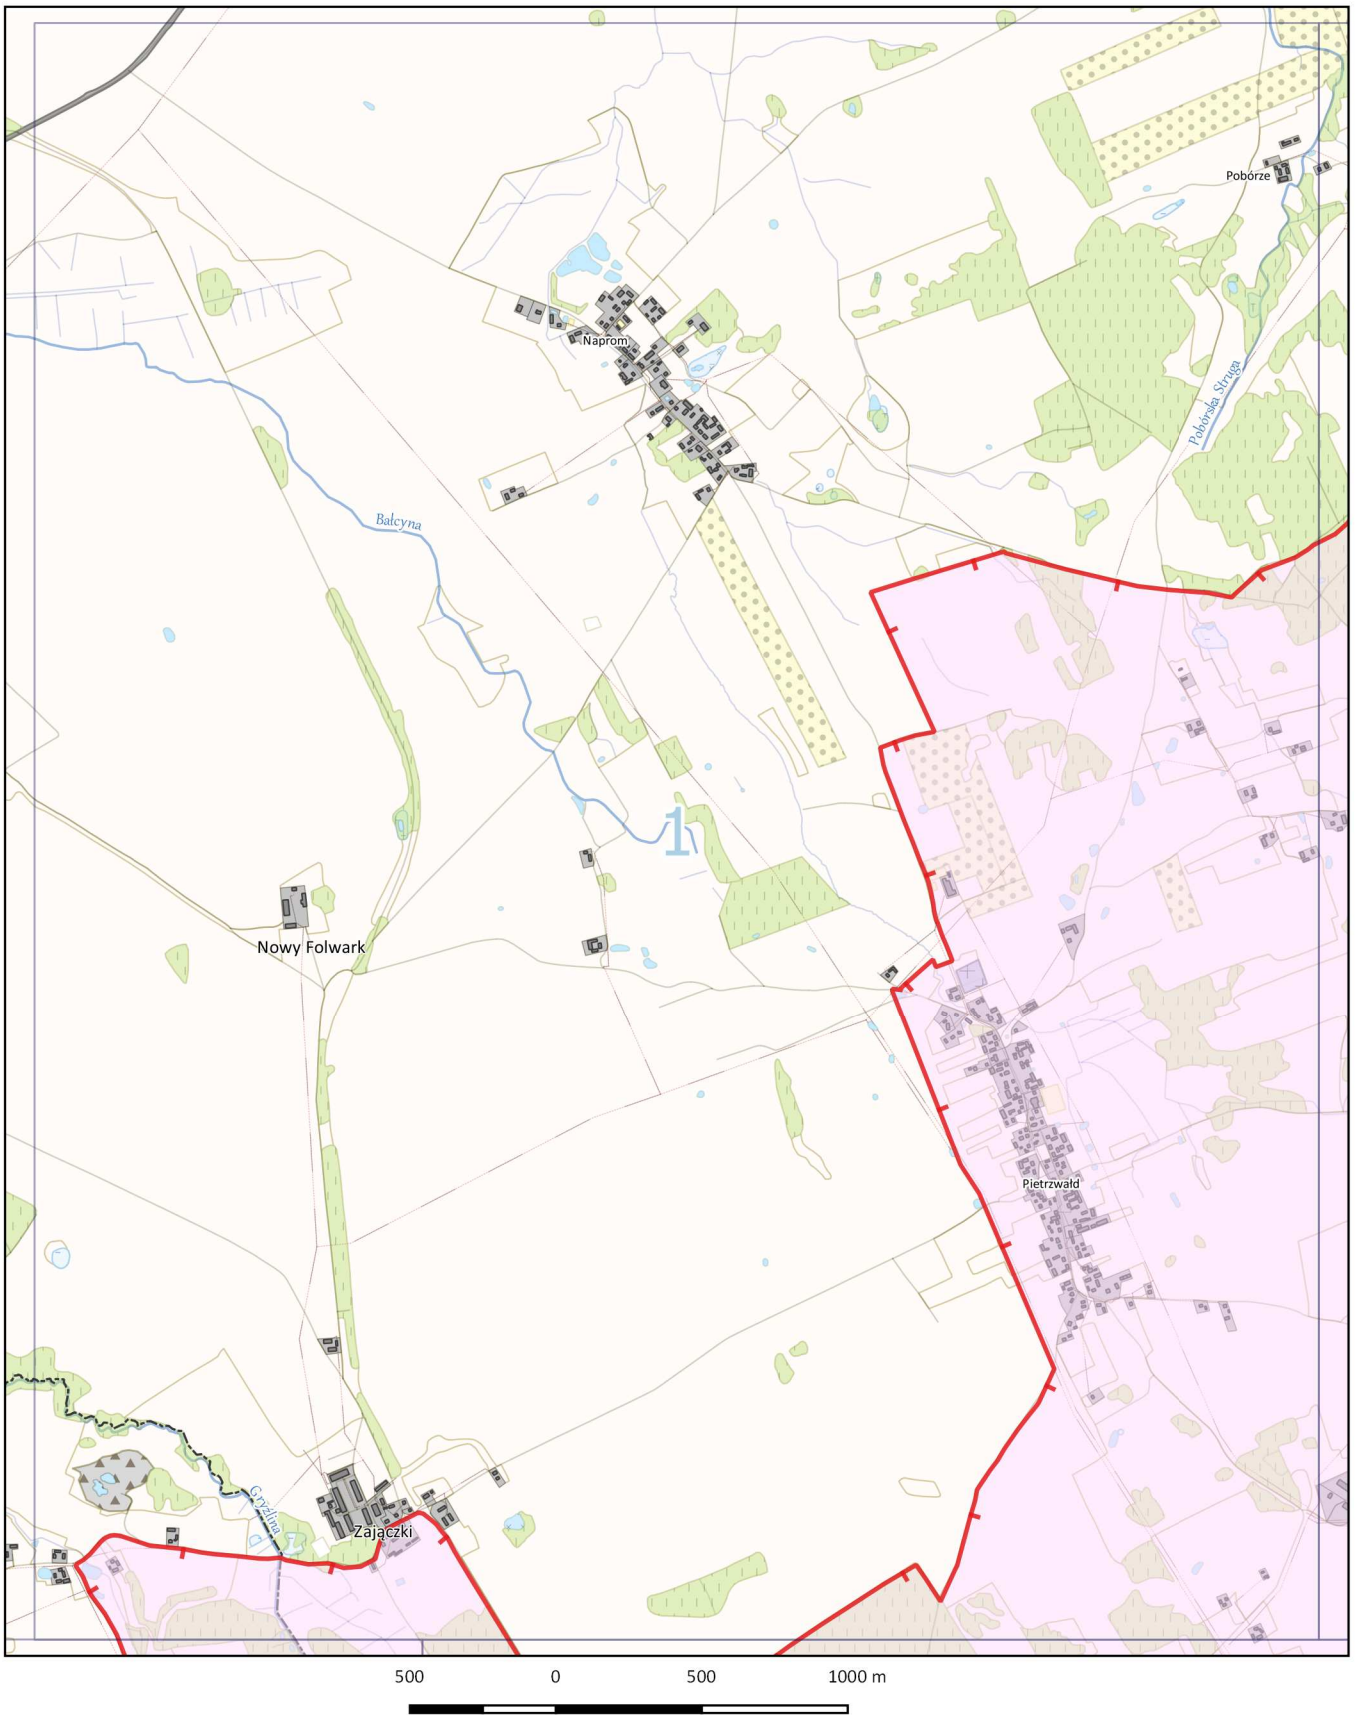 Pobórze
Naprom
Pobórska Struga
Bałcyna
1
Nowy Folwark
Pietrzwałd
Gryźlina
Zajączki
500 0 500 1000 m